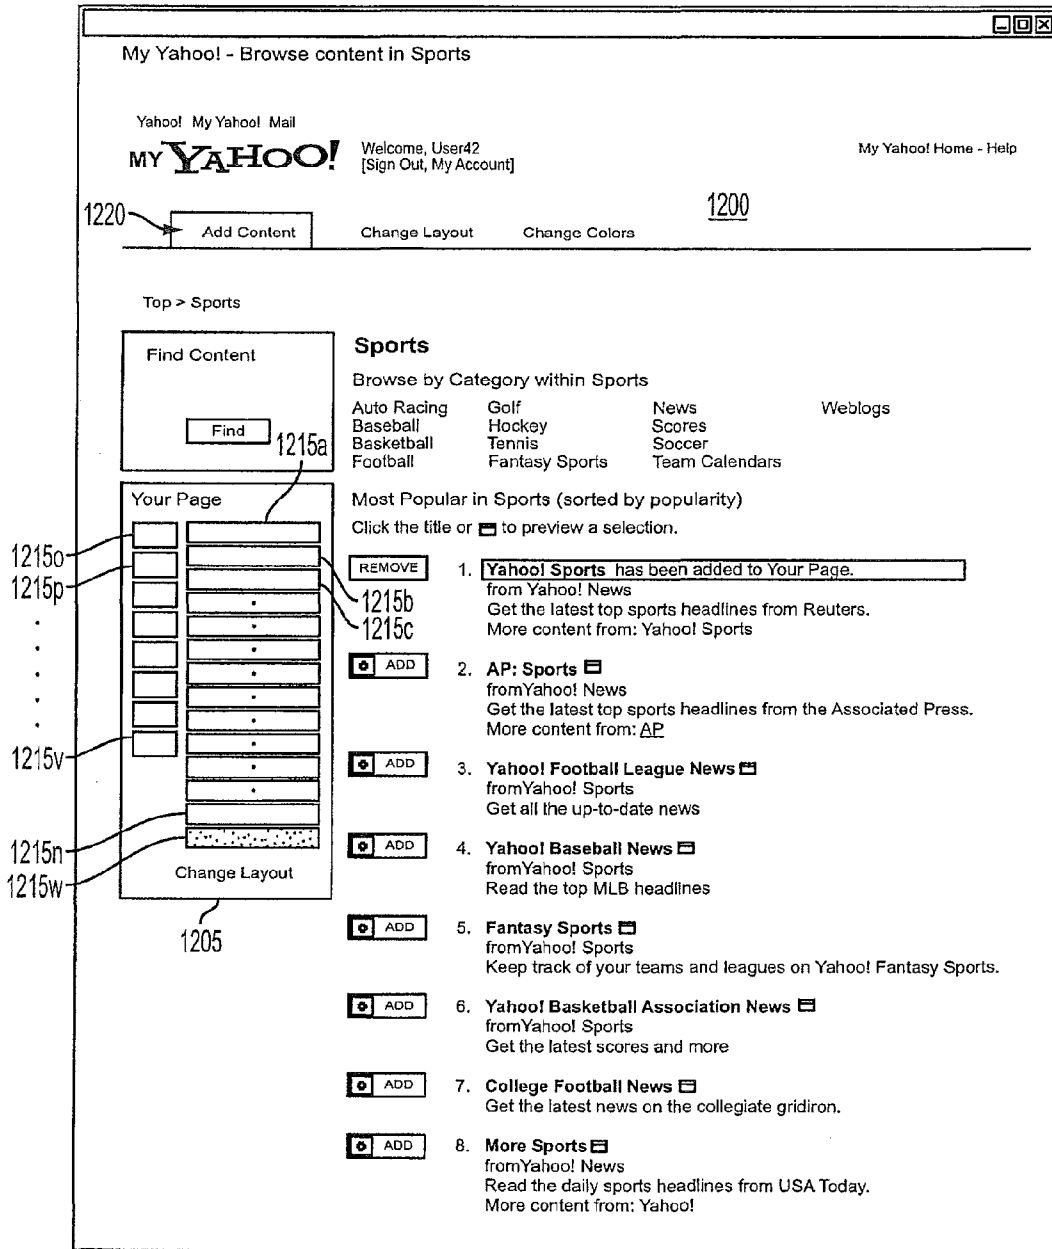 My Yahoo! - Browse content in Sports
Yahoo! My Yahoo! Mail
MY YAHOO!
Welcome, User42
[Sign Out, My Account]
My Yahoo! Home - Help
1200
1220
Add Content
Change Layout
Change Colors
Top > Sports
Find Content
Find
1215a
Sports
Browse by Category within Sports
Auto Racing Golf News Weblogs
Baseball Hockey Scores
Basketball Tennis Soccer
Football Fantasy Sports Team Calendars
Your Page
1215o
1215p
1215b
1215c
1215v
1215n
1215w
Change Layout
1205
Most Popular in Sports (sorted by popularity)
Click the title or to preview a selection.
REMOVE 1. Yahoo! Sports has been added to Your Page.
from Yahoo! News
Get the latest top sports headlines from Reuters.
More content from: Yahoo! Sports
ADD 2. AP: Sports
fromYahoo! News
Get the latest top sports headlines from the Associated Press.
More content from: AP
ADD 3. Yahoo! Football League News
fromYahoo! Sports
Get all the up-to-date news
ADD 4. Yahoo! Baseball News
fromYahoo! Sports
Read the top MLB headlines
ADD 5. Fantasy Sports
fromYahoo! Sports
Keep track of your teams and leagues on Yahoo! Fantasy Sports.
ADD 6. Yahoo! Basketball Association News
fromYahoo! Sports
Get the latest scores and more
ADD 7. College Football News
Get the latest news on the collegiate gridiron.
ADD 8. More Sports
fromYahoo! News
Read the daily sports headlines from USA Today.
More content from: Yahoo!